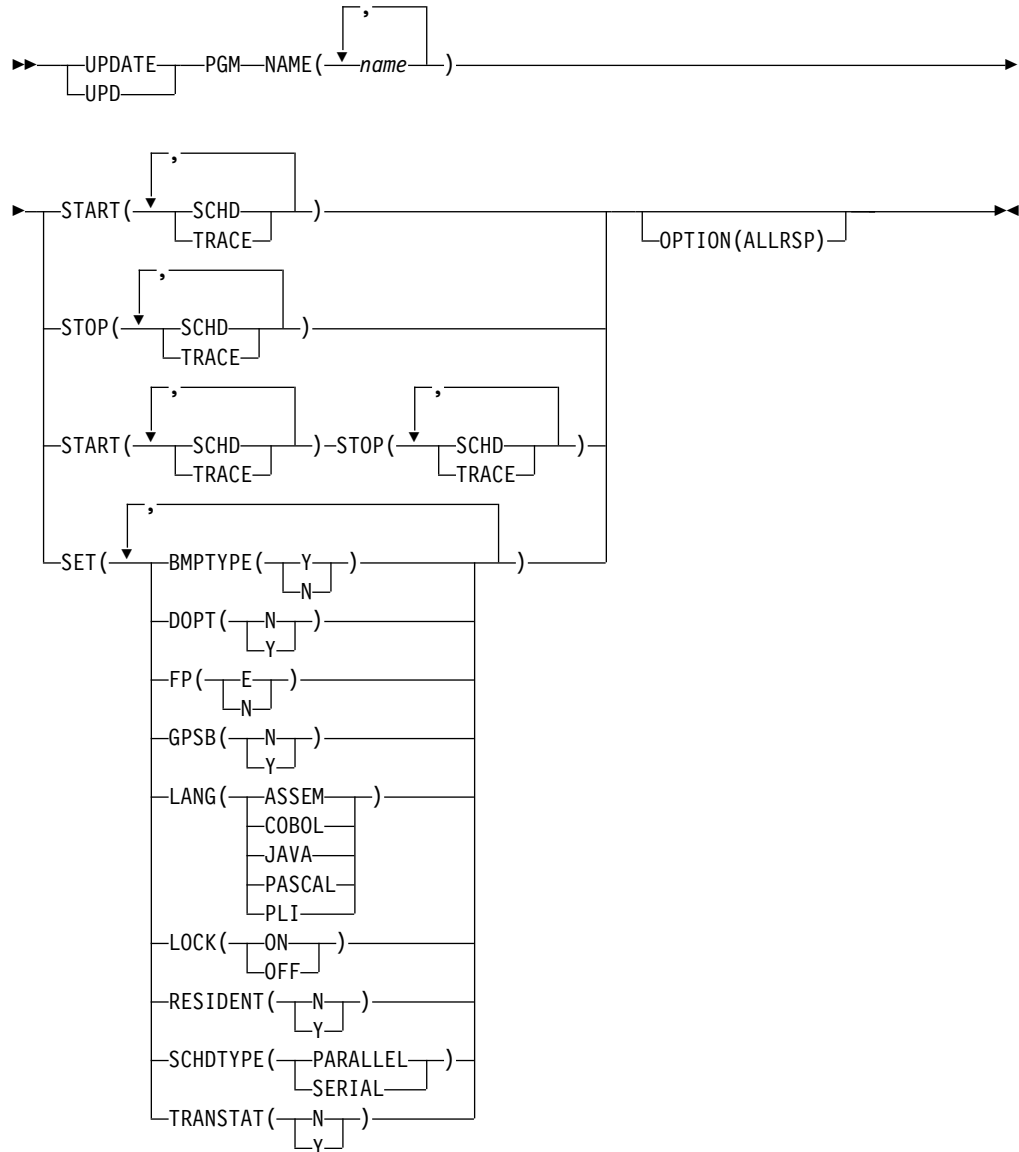 ,
UPDATE PGM NAME( name )
UPD
,
START( SCHD )
TRACE OPTION(ALLRSP)
,
STOP( SCHD )
TRACE
, ,
START( SCHD ) STOP( SCHD )
TRACE TRACE
,
SET( BMPTYPE( Y ) )
N
DOPT( N )
Y
FP( E )
N
GPSB( N )
Y
LANG( ASSEM )
COBOL
JAVA
PASCAL
PLI
LOCK( ON )
OFF
RESIDENT( N )
Y
SCHDTYPE( PARALLEL )
SERIAL
TRANSTAT( N )
Y